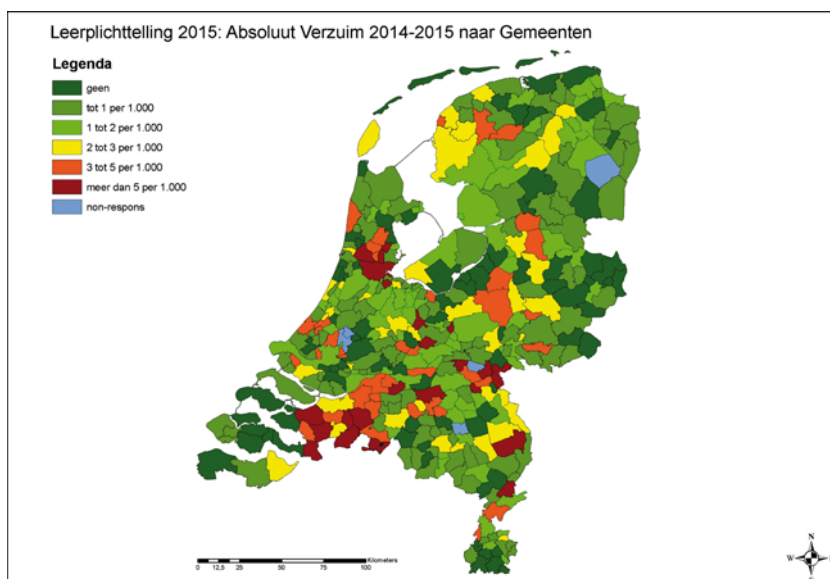 Leerplichttelling 2015: Absoluut Verzuim 2014-2015 naar Gemeenten
Legenda
geen
tot 1 per 1.000
1 tot 2 per 1.000
2 tot 3 per 1.000
3 tot 5 per 1.000
meer dan 5 per 1.000
non-respons
Kilometers
0 12,5 25 50 75 100
N
W